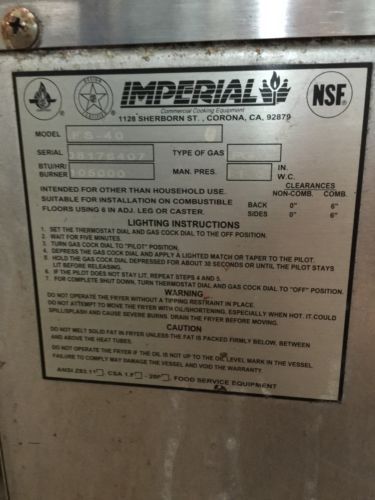 IMPERIAL
Commercial Cooking Equipment
1128 SHERBORN ST., CORONA, CA, 92879
NSF
MODEL FS-40
SERIAL TYPE OF GAS
BTU/HR/ BURNER 105000 MAN. PRES. IN. W.C.
INTENDED FOR OTHER THAN HOUSEHOLD USE.
SUITABLE FOR INSTALLATION ON COMBUSTIBLE
FLOORS USING 6 IN ADJ. LEG OR CASTER.
CLEARANCES
NON-COMB. COMB.
BACK 0" 6"
SIDES 0" 6"
LIGHTING INSTRUCTIONS
1. SET THE THERMOSTAT DIAL AND GAS COCK DIAL TO THE OFF POSITION.
2. WAIT FOR FIVE MINUTES.
3. TURN GAS COCK DIAL TO "PILOT" POSITION.
4. DEPRESS THE GAS COCK DIAL AND APPLY A LIGHTED MATCH OR TAPER TO THE PILOT.
5. HOLD THE GAS COCK DIAL DEPRESSED FOR ABOUT 30 SECONDS OR UNTIL THE PILOT STAYS
LIT BEFORE RELEASING.
6. IF THE PILOT DOES NOT LIT, REPEAT STEPS 4 AND 5.
7. FOR COMPLETE SHUT DOWN, TURN THERMOSTAT DIAL AND GAS COCK DIAL TO "OFF" POSITION.
WARNING
DO NOT OPERATE THE FRYER WITHOUT A TIPPING RESTRAINT IN PLACE.
DO NOT ATTEMPT TO MOVE THE FRYER WITH OIL/SHORTENING, ESPECIALLY WHEN HOT. IT COULD
SPILL/SPLASH AND CAUSE SEVERE BURNS. DRAIN THE FRYER BEFORE MOVING.
CAUTION
DO NOT MELT SOLID FAT IN FRYER UNLESS THE FAT IS PACKED FIRMLY BELOW, BETWEEN
AND ABOVE THE HEAT TUBES.
DO NOT OPERATE THE FRYER IF THE OIL IS NOT UP TO THE OIL LEVEL MARK IN THE VESSEL.
FAILURE TO COMPLY MAY DAMAGE THE VESSEL AND VOID THE WARRANTY.
ANSI Z83.11 CSA 1.8 FOOD SERVICE EQUIPMENT